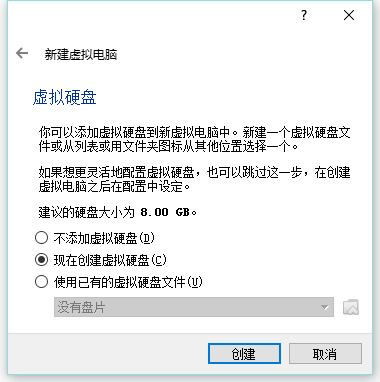 ?
新建虚拟电脑
虚拟硬盘
你可以添加虚拟硬盘到新虚拟电脑中。新建一个虚拟硬盘文
件或从列表或用文件夹图标从其他位置选择一个。
如果想更灵活地配置虚拟硬盘，也可以跳过这一步，在创建
虚拟电脑之后在配置中设定。
建议的硬盘大小为 8.00 GB。
不添加虚拟硬盘(D)
现在创建虚拟硬盘(C)
使用已有的虚拟硬盘文件(U)
没有盘片
创建 取消